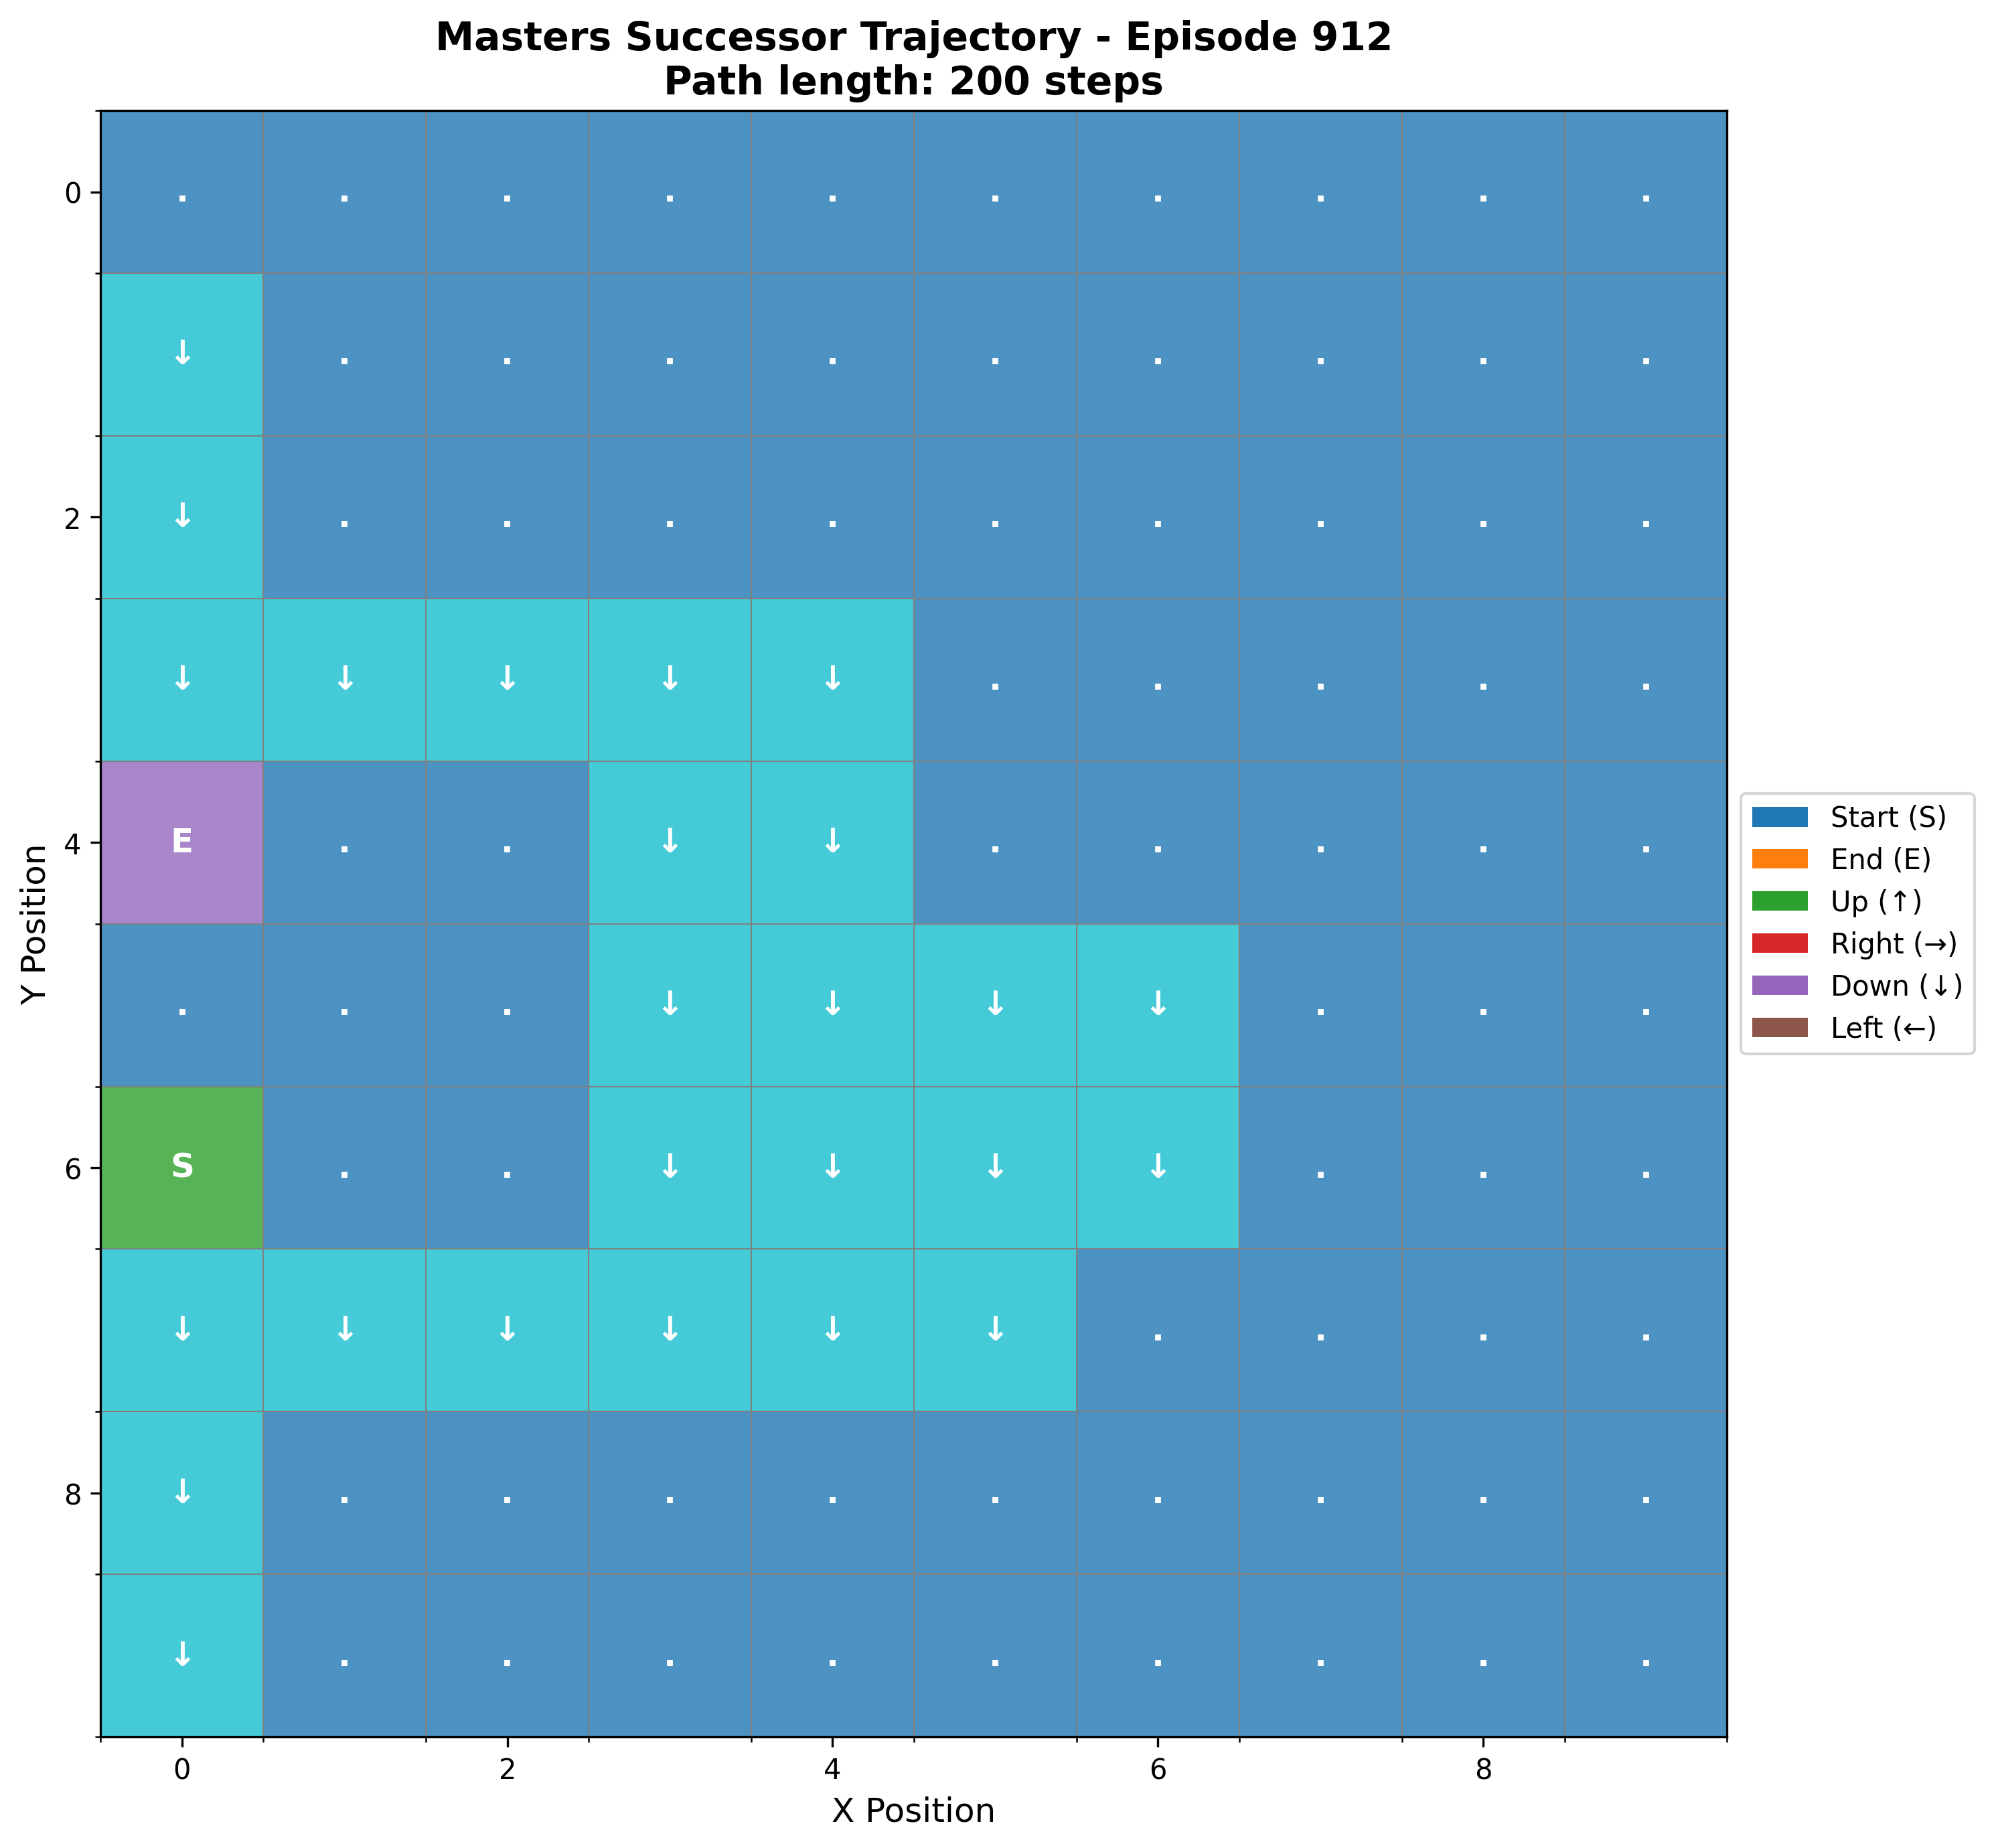 Masters Successor Trajectory - Episode 912
Path length: 200 steps
0 . . . . . . . . . .
↓ . . . . . . . . .
2 ↓ . . . . . . . . .
↓ ↓ ↓ ↓ ↓ . . . . .
4 E . . ↓ ↓ . . . . .
. . . ↓ ↓ ↓ ↓ . . .
6 S . . ↓ ↓ ↓ ↓ . . .
↓ ↓ ↓ ↓ ↓ ↓ . . . .
8 ↓ . . . . . . . . .
↓ . . . . . . . . .
0 2 4 6 8
X Position
Y Position
Start (S)
End (E)
Up (↑)
Right (→)
Down (↓)
Left (←)